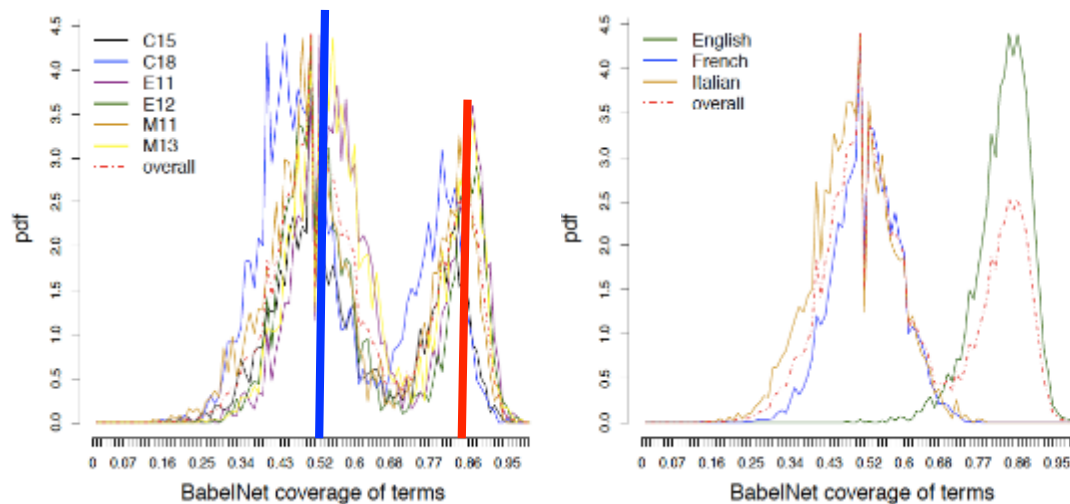 4.5
4.0
3.5
3.0
2.5
2.0
1.5
1.0
0.5
0.0
pdf
C15
C18
E11
E12
M11
M13
overall
0 0.07 0.16 0.25 0.34 0.43 0.52 0.6 0.68 0.77 0.86 0.95
BabelNet coverage of terms
4.5
4.0
3.5
3.0
2.5
2.0
1.5
1.0
0.5
0.0
pdf
English
French
Italian
overall
0 0.07 0.16 0.25 0.34 0.43 0.52 0.6 0.68 0.77 0.86 0.95
BabelNet coverage of terms